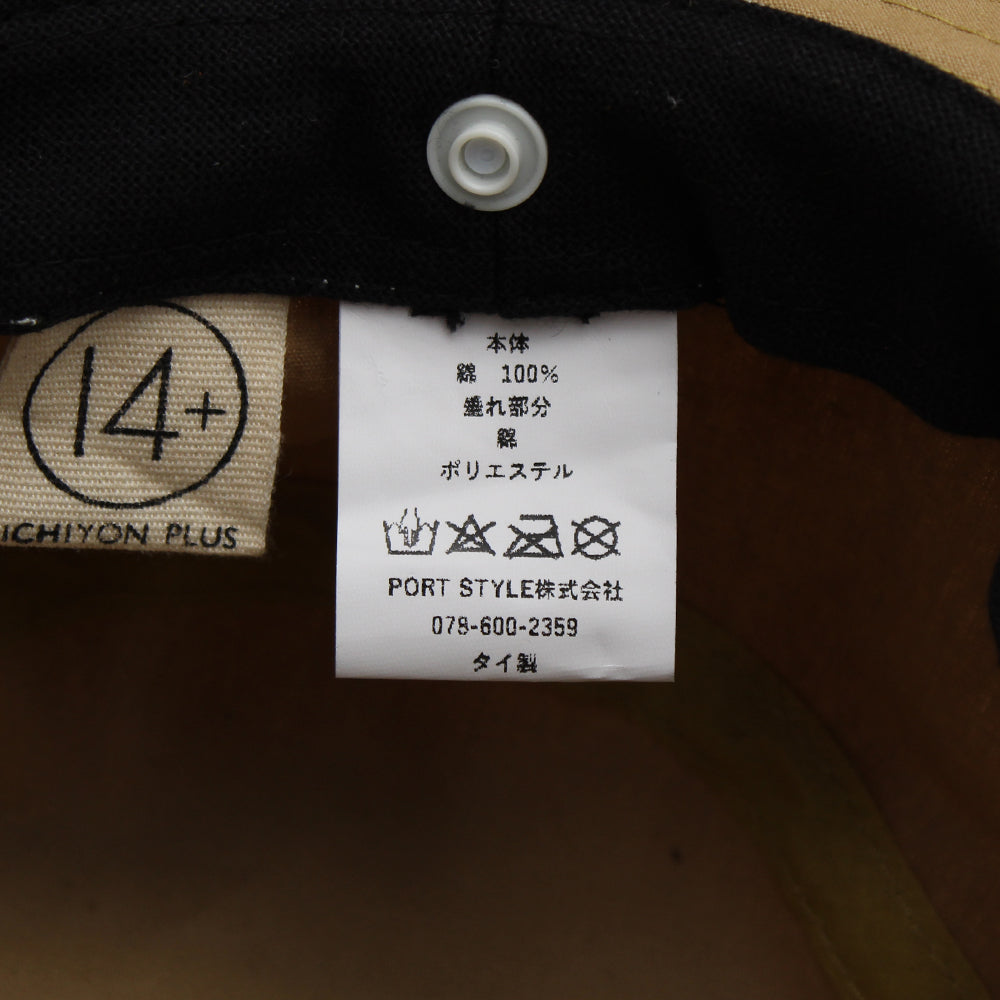 14+
ICHIYON PLUS
本体
綿 100%
垂れ部分
綿
ポリエステル
PORT STYLE株式会社
078-600-2359
タイ製